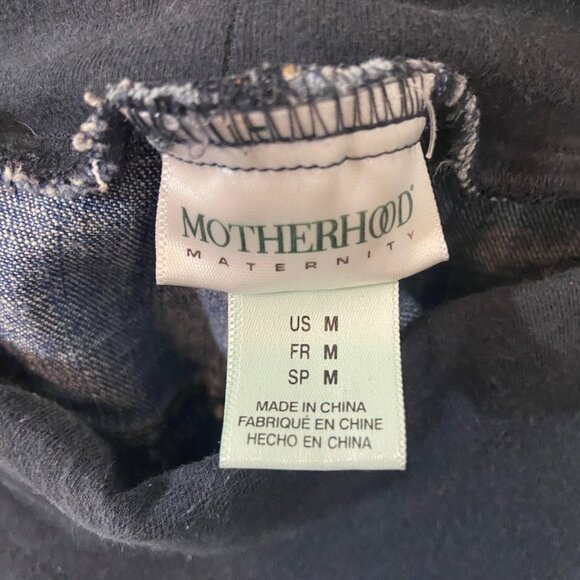 MOTHERHOOD®
MATERNITY
US M
FR M
SP M
MADE IN CHINA
FABRIQUÉ EN CHINE
HECHO EN CHINA